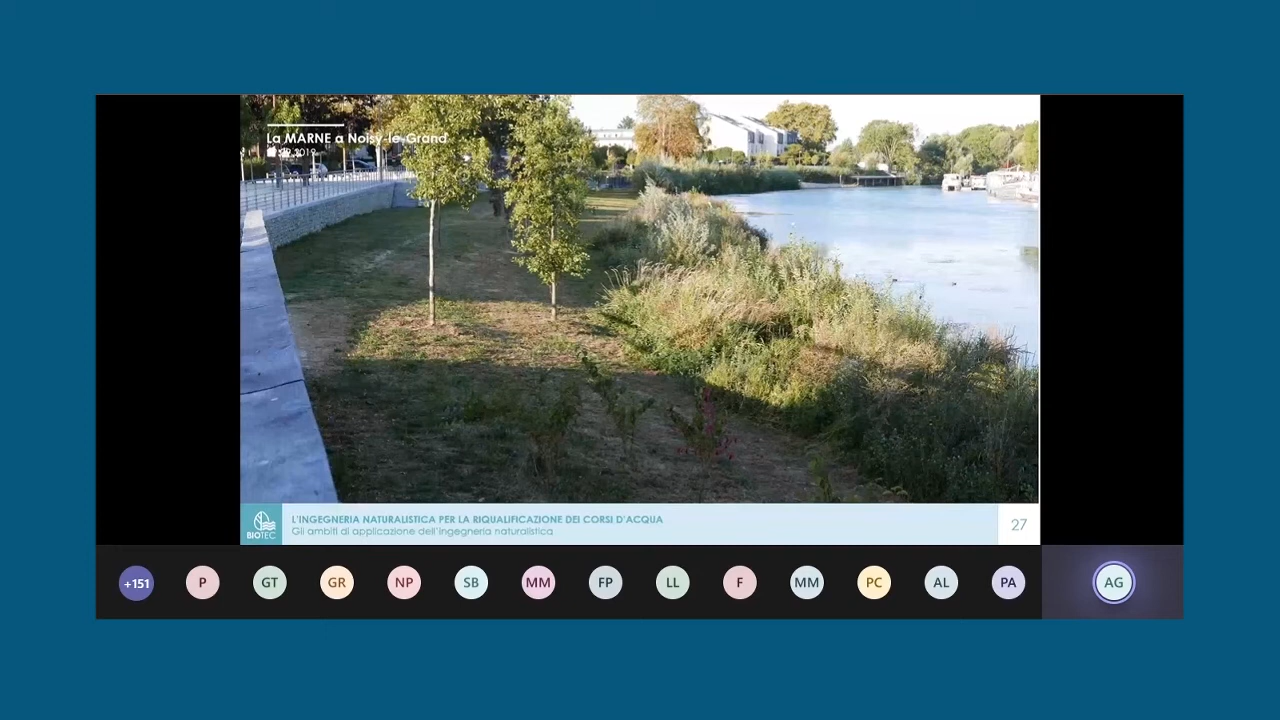 La MARNE a Noisy-le-Grand
2019
BIOTEC
L'INGEGNERIA NATURALISTICA PER LA RIQUALIFICAZIONE DEI CORSI D'ACQUA
Gli ambiti di applicazione dell'ingegneria naturalistica
27
+151
P
GT
GR
NP
SB
MM
FP
LL
F
MM
PC
AL
PA
AG